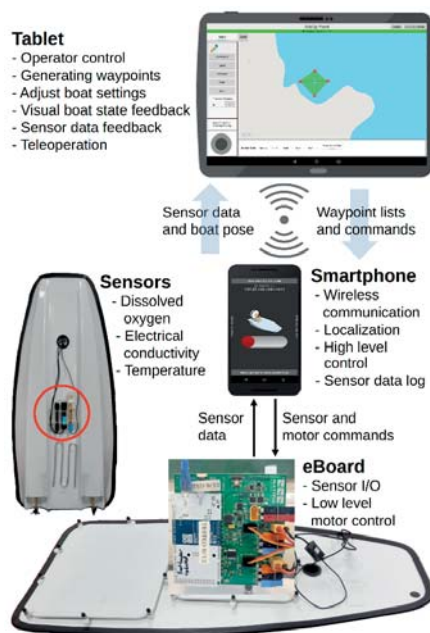 Tablet
- Operator control
- Generating waypoints
- Adjust boat settings
- Visual boat state feedback
- Sensor data feedback
- Teleoperation
Sensor data
and boat pose
Waypoint lists
and commands
Sensors
- Dissolved
oxygen
- Electrical
conductivity
- Temperature
Smartphone
- Wireless
communication
- Localization
- High level
control
- Sensor data log
Sensor
data
Sensor and
motor commands
eBoard
- Sensor I/O
- Low level
motor control